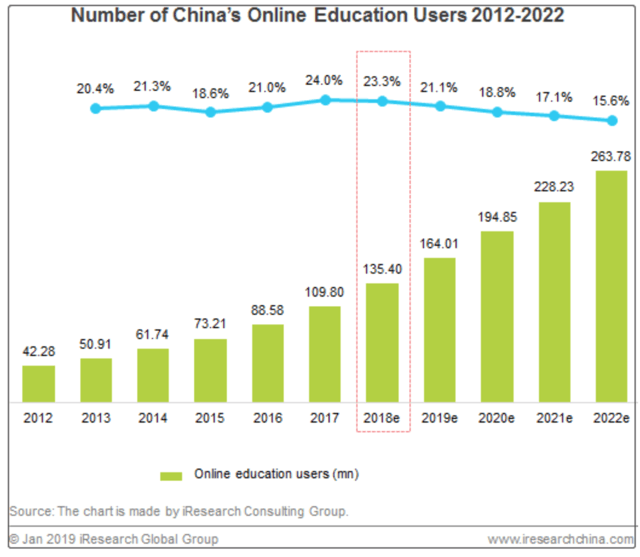 Number of China's Online Education Users 2012-2022
20.4% 21.3% 18.6% 21.0% 24.0% 23.3% 21.1% 18.8% 17.1% 15.6%
42.28 50.91 61.74 73.21 88.58 109.80 135.40 164.01 194.85 228.23 263.78
2012 2013 2014 2015 2016 2017 2018e 2019e 2020e 2021e 2022e
Online education users (mn)
Source: The chart is made by iResearch Consulting Group.
© Jan 2019 iResearch Global Group www.iresearchchina.com